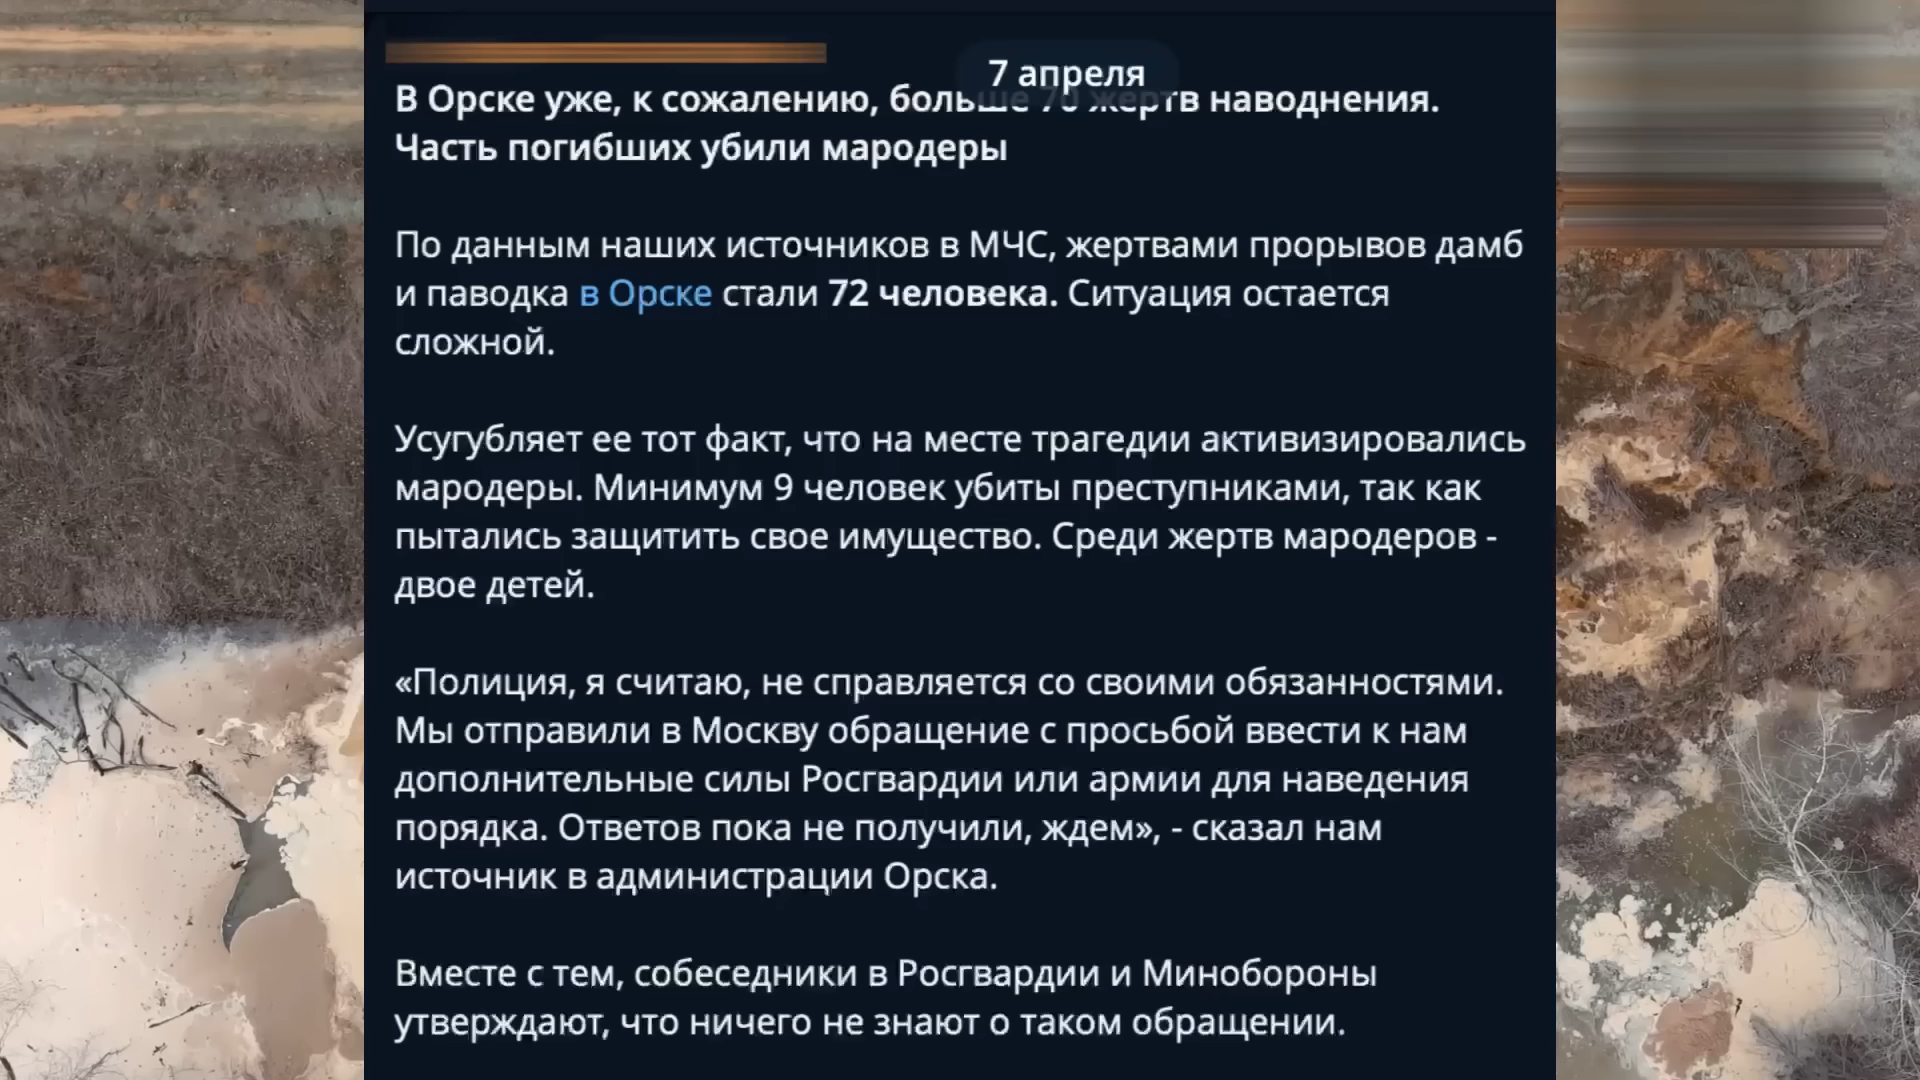 7 апреля
В Орске уже, к сожалению, больше 70 жертв наводнения.
Часть погибших убили мародеры
По данным наших источников в МЧС, жертвами прорывов дамб
и паводка в Орске стали 72 человека. Ситуация остается
сложной.
Усугубляет ее тот факт, что на месте трагедии активизировались
мародеры. Минимум 9 человек убиты преступниками, так как
пытались защитить свое имущество. Среди жертв мародеров -
двое детей.
«Полиция, я считаю, не справляется со своими обязанностями.
Мы отправили в Москву обращение с просьбой ввести к нам
дополнительные силы Росгвардии или армии для наведения
порядка. Ответов пока не получили, ждем», - сказал нам
источник в администрации Орска.
Вместе с тем, собеседники в Росгвардии и Минобороны
утверждают, что ничего не знают о таком обращении.